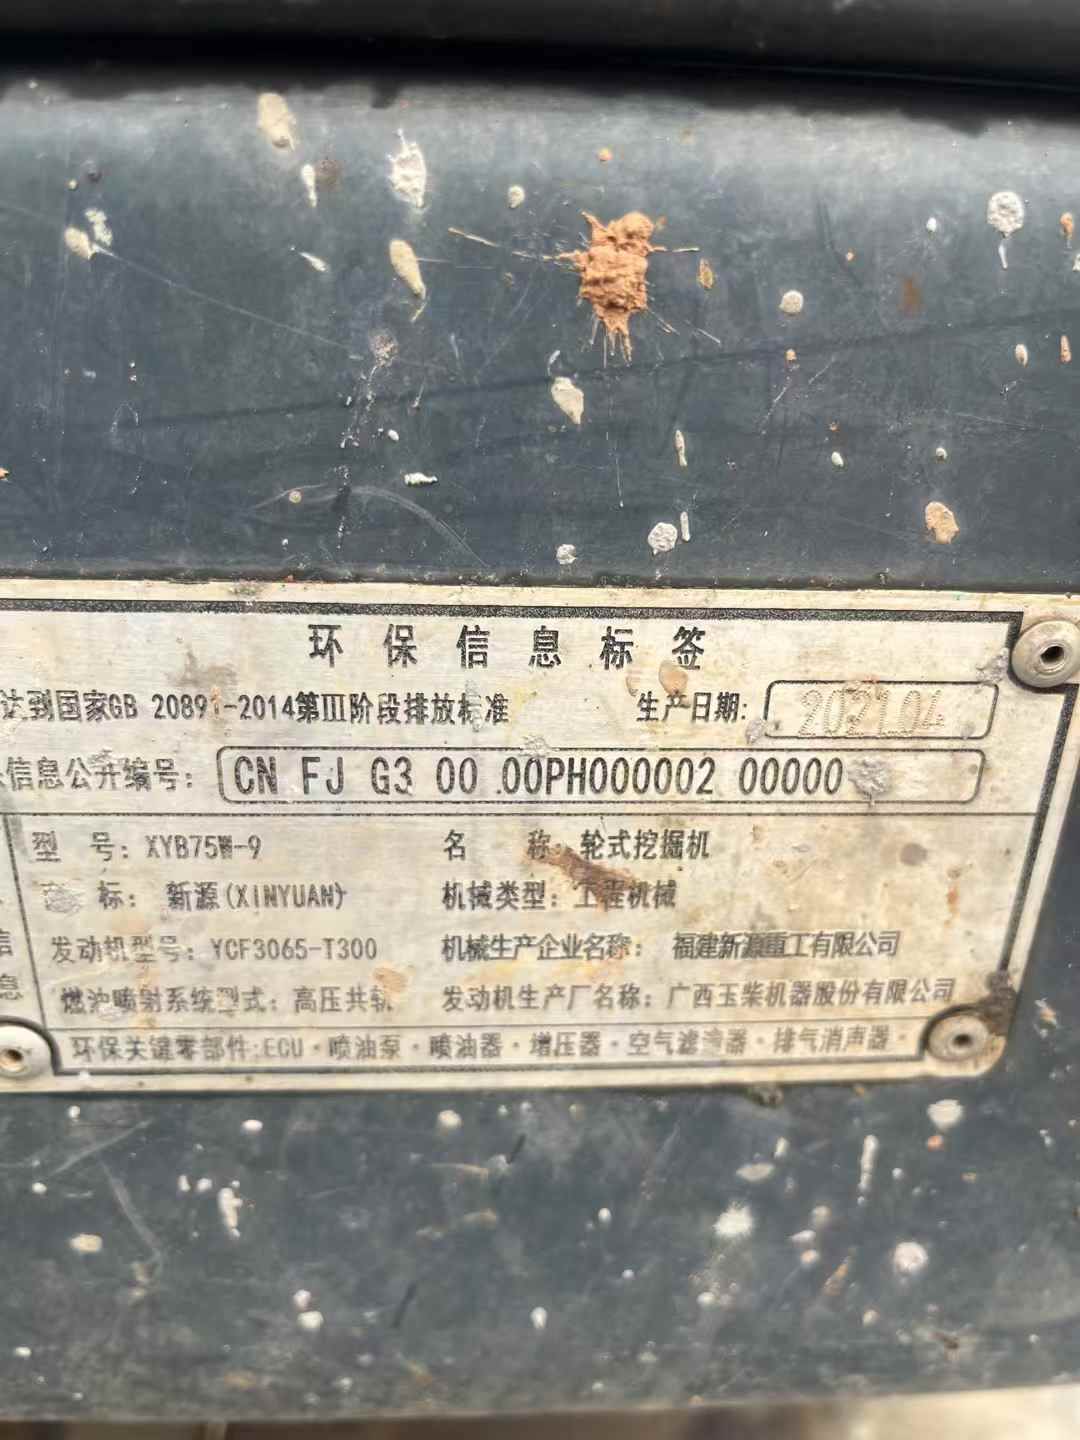 环保信息标签
达到国家GB 20891-2014第III阶段排放标准 生产日期: 2021.04
信息公开编号: CN FJ G3 00 00PH000002 00000
型 号: XYB75W-9 名 称: 轮式挖掘机
标: 新源(XINYUAN) 机械类型: 工程机械
发动机型号: YCF3065-T300 机械生产企业名称: 福建新源重工有限公司
燃油喷射系统型式: 高压共轨 发动机生产厂名称: 广西玉柴机器股份有限公司
环保关键零部件:ECU·喷油泵·喷油器·增压器·空气滤清器·排气消声器·
信
息